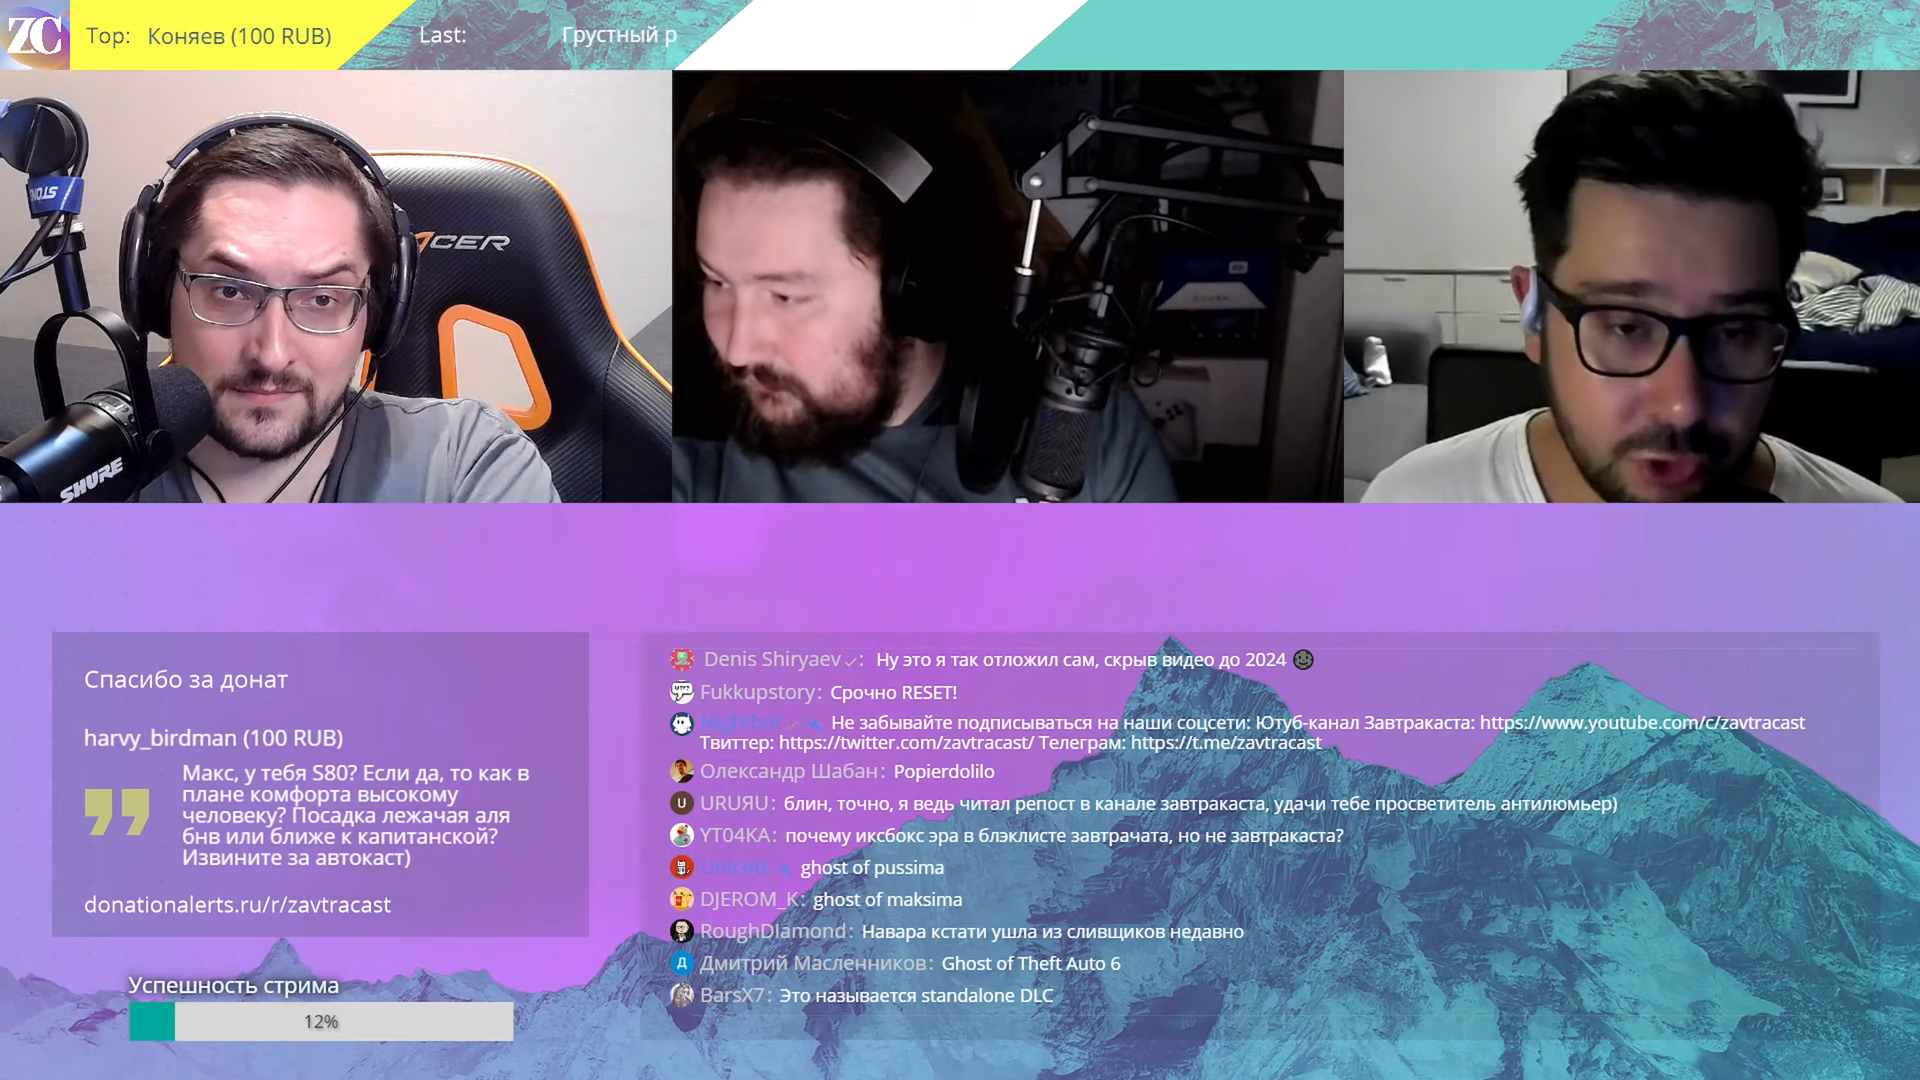 ZC
Top: Коняев (100 RUB)
Last: Грустный р
ACER
SHURE
Спасибо за донат
harvy_birdman (100 RUB)
Макс, у тебя S80? Если да, то как в
плане комфорта высокому
человеку? Посадка лежачая аля
бнв или ближе к капитанской?
Извините за автокаст)
donationalerts.ru/r/zavtracast
Успешность стрима
12%
Denis Shiryaev: Ну это я так отложил сам, скрыв видео до 2024
Fukkupstory: Срочно RESET!
Nightbot: Не забывайте подписываться на наши соцсети: Ютуб-канал Завтракаста: https://www.youtube.com/c/zavtracast
Твиттер: https://twitter.com/zavtracast/ Телеграм: https://t.me/zavtracast
Олександр Шабан: Popierdolilo
U URUЯU: блин, точно, я ведь читал репост в канале завтракаста, удачи тебе просветитель антилюмьер)
YT04KA: почему иксбокс эра в блэклисте завтрачата, но не завтракаста?
Unicott: ghost of pussima
DJEROM_K: ghost of maksima
RoughDlamond: Навара кстати ушла из сливщиков недавно
Д Дмитрий Масленников: Ghost of Theft Auto 6
BarsX7: Это называется standalone DLC